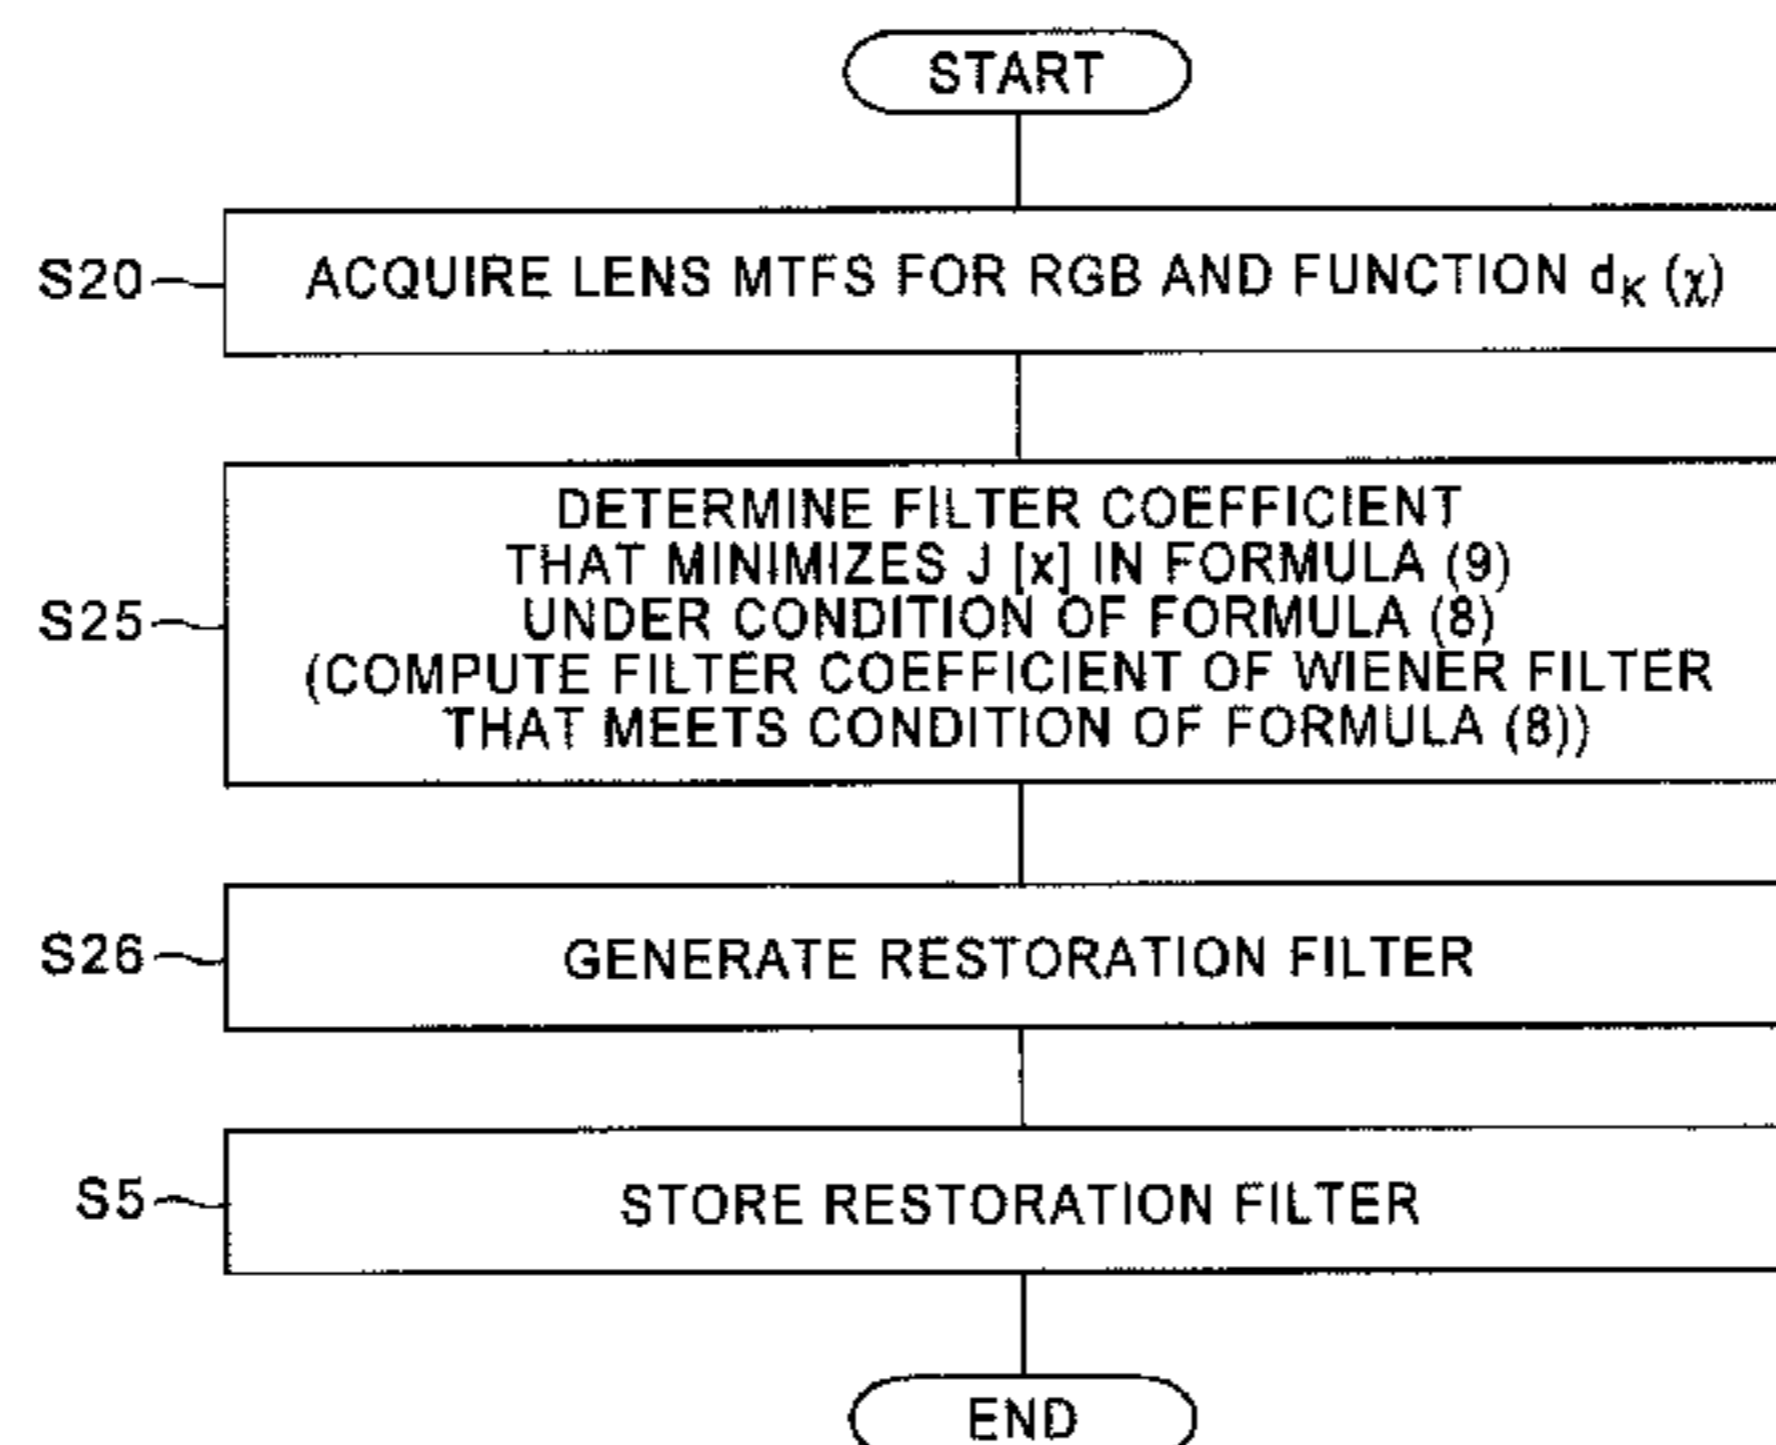 START
S20
ACQUIRE LENS MTFS FOR RGB AND FUNCTION dK (χ)
S25
DETERMINE FILTER COEFFICIENT
THAT MINIMIZES J [x] IN FORMULA (9)
UNDER CONDITION OF FORMULA (8)
(COMPUTE FILTER COEFFICIENT OF WIENER FILTER
THAT MEETS CONDITION OF FORMULA (8))
S26
GENERATE RESTORATION FILTER
S5
STORE RESTORATION FILTER
END